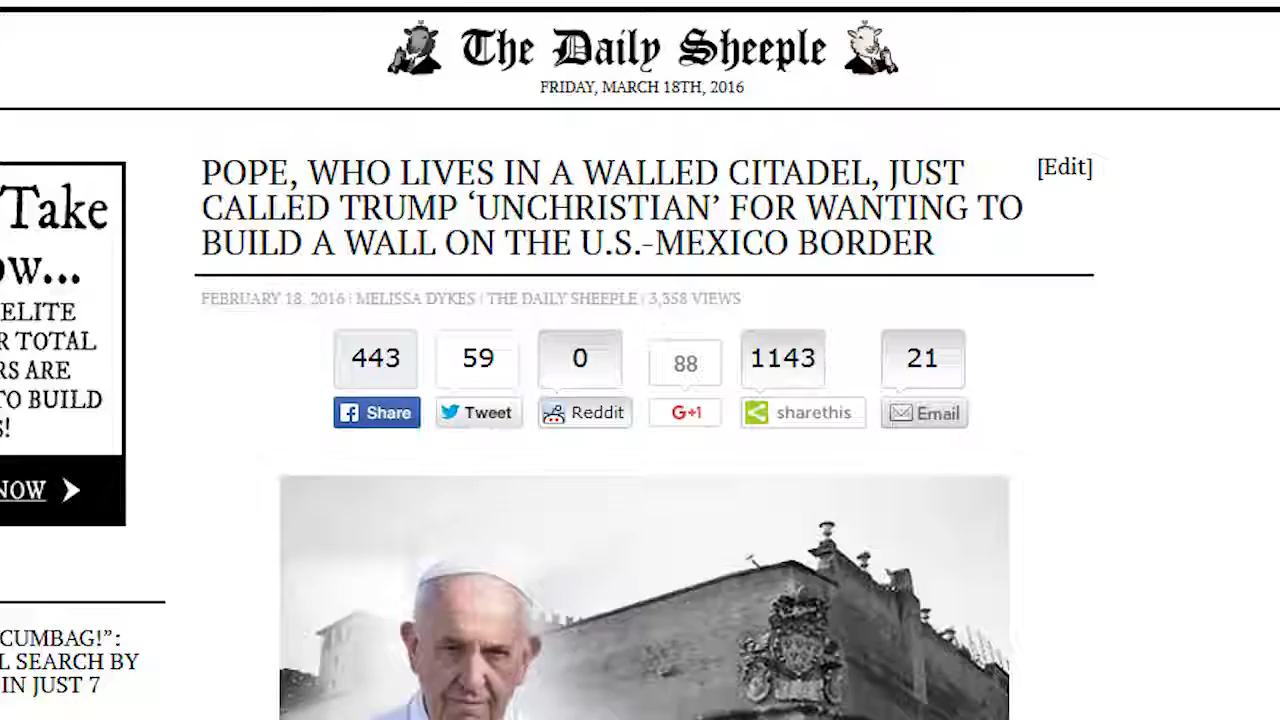 The Daily Sheeple
FRIDAY, MARCH 18TH, 2016
POPE, WHO LIVES IN A WALLED CITADEL, JUST
CALLED TRUMP ‘UNCHRISTIAN’ FOR WANTING TO
BUILD A WALL ON THE U.S.-MEXICO BORDER
[Edit]
FEBRUARY 18, 2016 | MELISSA DYKES | THE DAILY SHEEPLE | 3,358 VIEWS
443 59 0 88 1143 21
Share Tweet Reddit G+1 sharethis Email
Take
ow...
ELITE
R TOTAL
RS ARE
TO BUILD
S!
NOW
CUMBAG!”:
L SEARCH BY
IN JUST 7